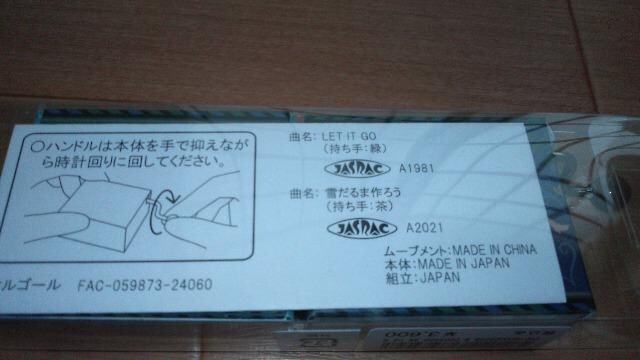 〇ハンドルは本体を手で抑えなが
ら時計回りに回してください。
曲名: LET IT GO
(持ち手:緑)
JASRAC A1981
曲名: 雪だるま作ろう
(持ち手:茶)
JASRAC A2021
ムーブメント:MADE IN CHINA
本体:MADE IN JAPAN
組立:JAPAN
ルゴール FAC-059873-24060